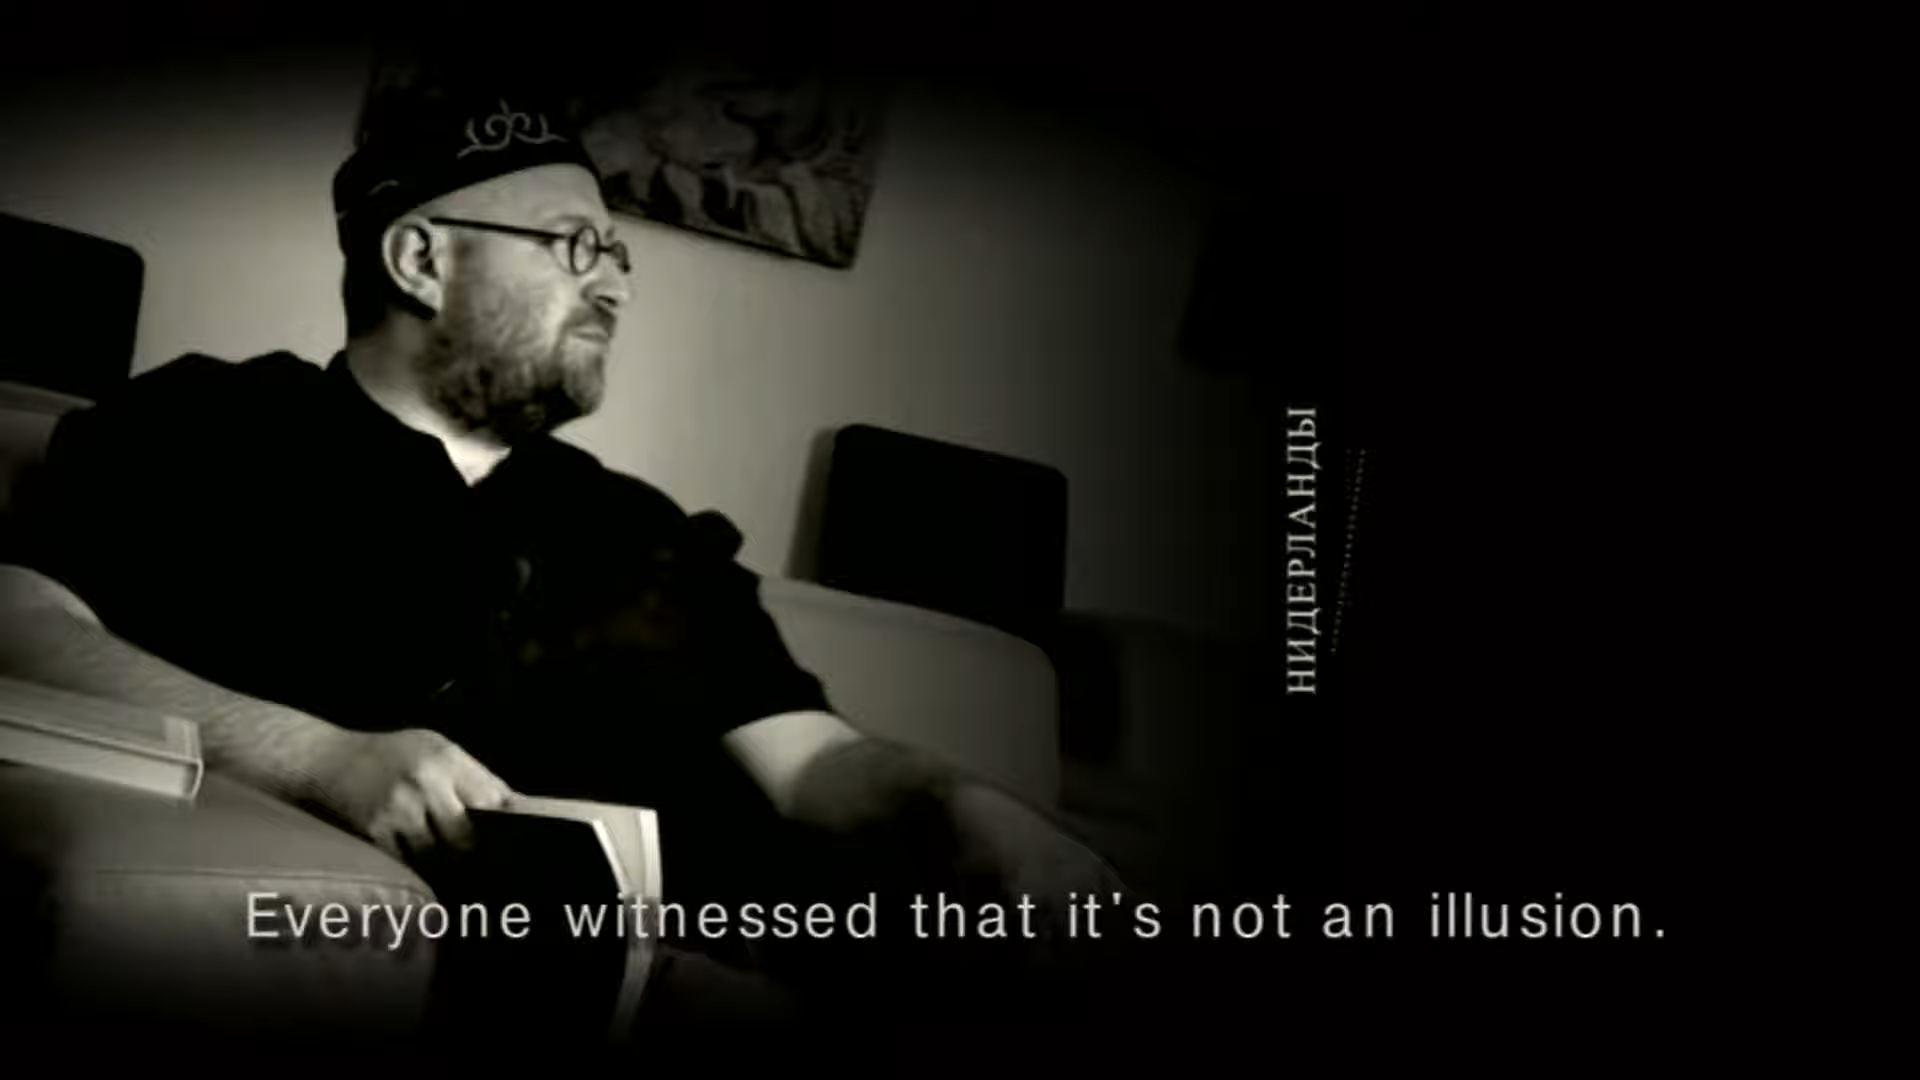 НИДЕРЛАНДЫ
Everyone witnessed that it's not an illusion.